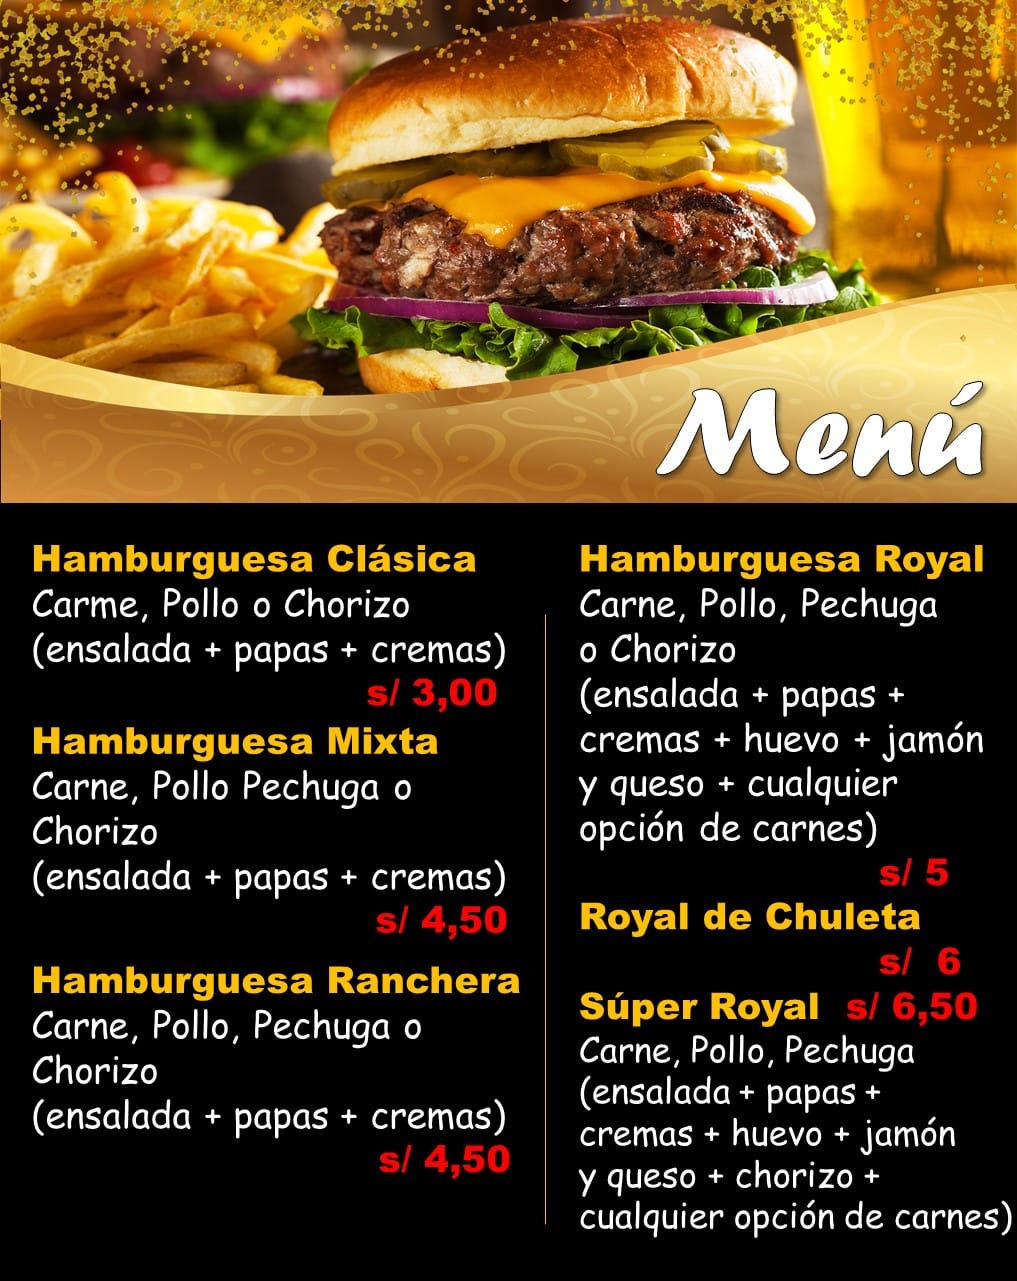 Menú
Hamburguesa Clásica
Carme, Pollo o Chorizo
(ensalada + papas + cremas)
s/ 3,00
Hamburguesa Mixta
Carne, Pollo Pechuga o
Chorizo
(ensalada + papas + cremas)
s/ 4,50
Hamburguesa Ranchera
Carne, Pollo, Pechuga o
Chorizo
(ensalada + papas + cremas)
s/ 4,50
Hamburguesa Royal
Carne, Pollo, Pechuga
o Chorizo
(ensalada + papas +
cremas + huevo + jamón
y queso + cualquier
opción de carnes)
s/ 5
Royal de Chuleta
s/ 6
Súper Royal s/ 6,50
Carne, Pollo, Pechuga
(ensalada + papas +
cremas + huevo + jamón
y queso + chorizo +
cualquier opción de carnes)